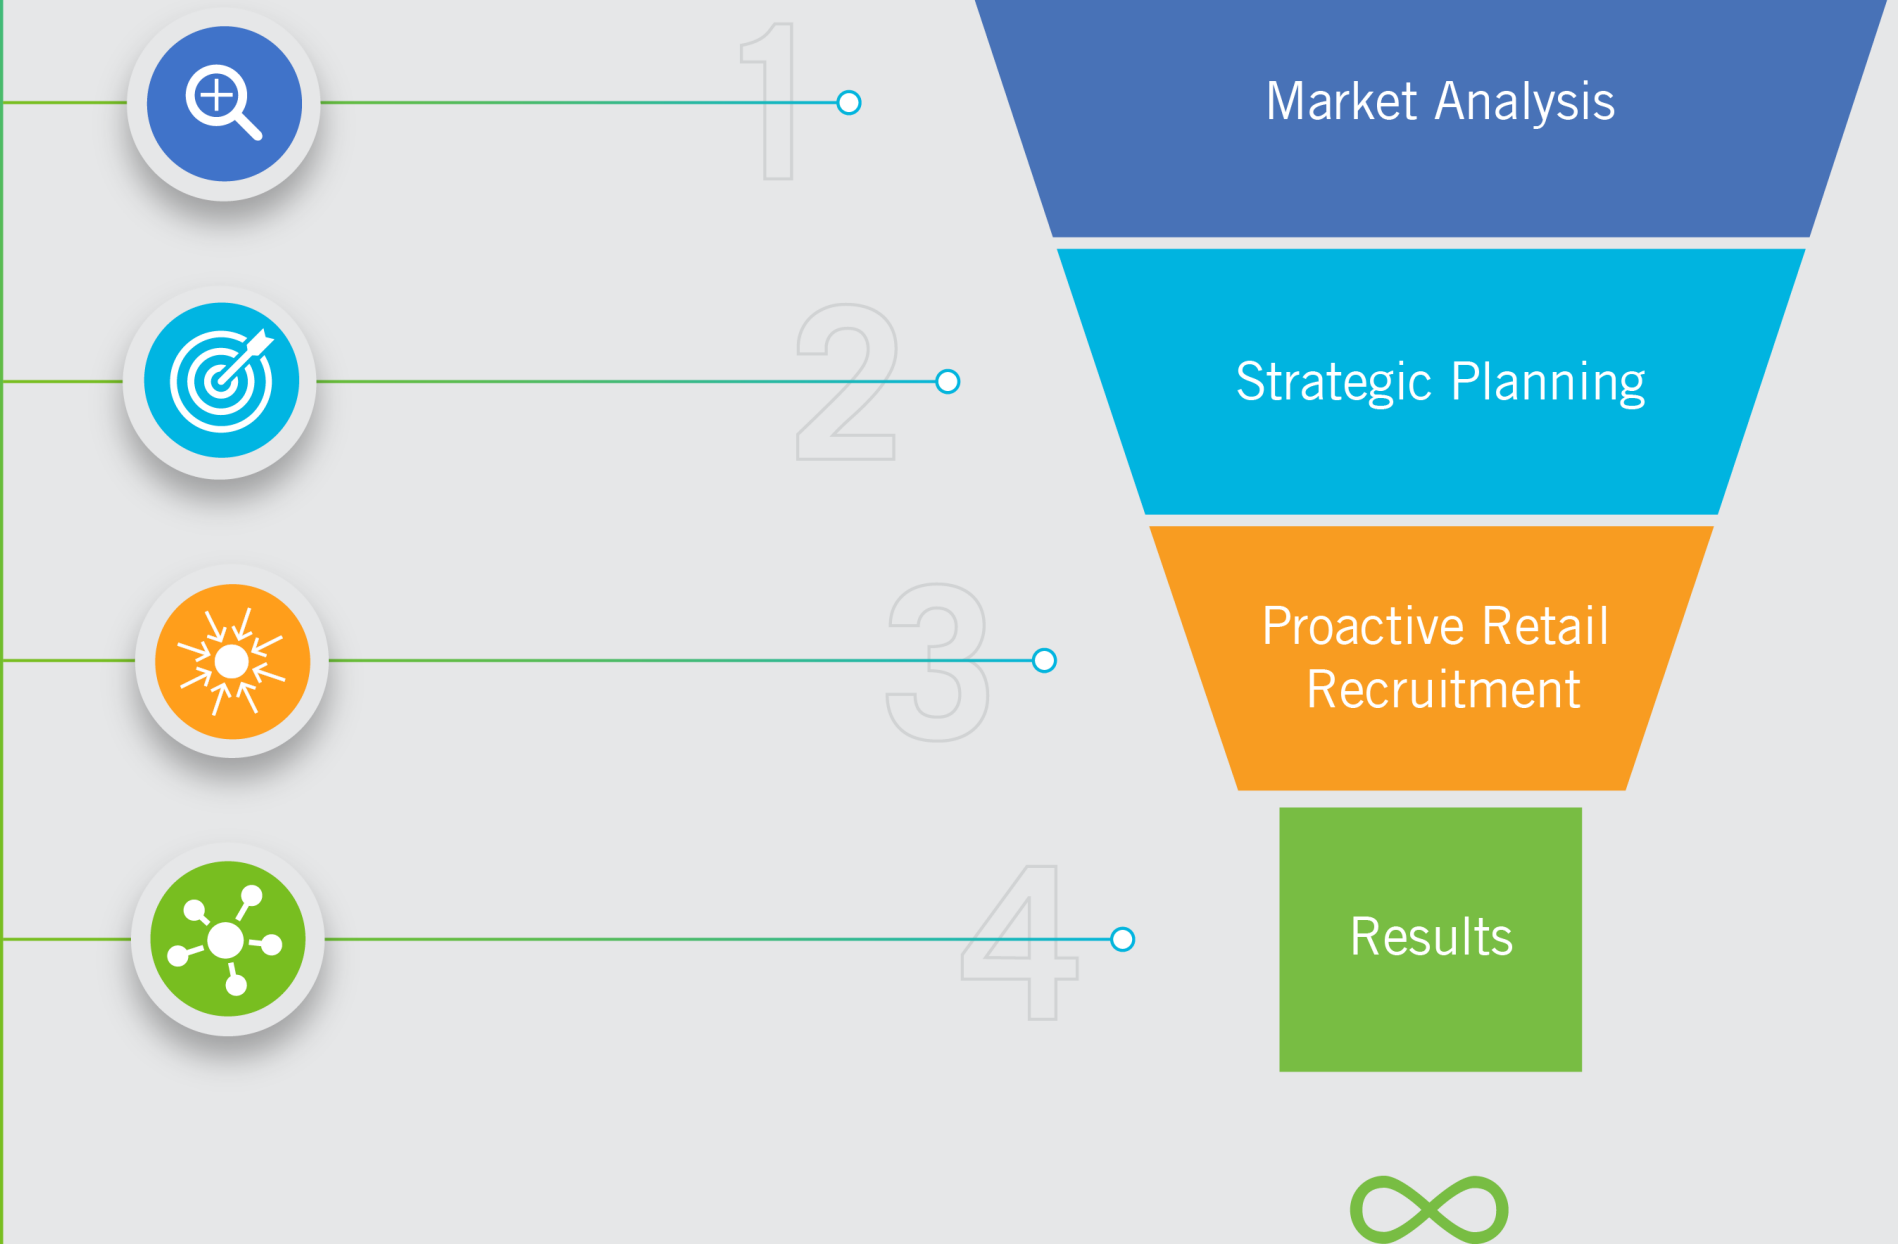 1
Market Analysis
2
Strategic Planning
3
Proactive Retail
Recruitment
4
Results